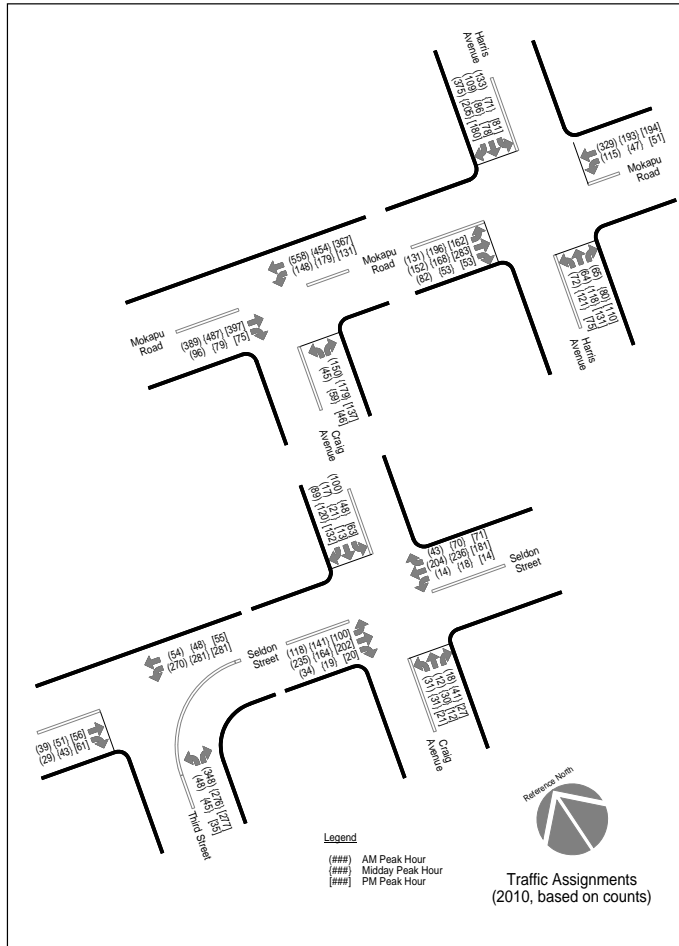 Harris
Avenue
(133) {71} [81]
(109) {86} [78]
(375) {205} [180]
(329) {193} [194]
(115) {47} [51]
Mokapu
Road
(558) {454} [367]
(148) {179} [131]
Mokapu
Road
(131) {196} [162]
(152) {168} [283]
(82) {53} [53]
(65) {80} [110]
(64) {118} [131]
(72) {121} [75]
Harris
Avenue
Mokapu
Road
(389) {487} [397]
(96) {79} [75]
(150) {179} [137]
(45) {59} [46]
Craig
Avenue
(100) {48} [63]
(17) {21} [13]
(89) {120} [132]
(43) {70} [71]
(204) {236} [181]
(14) {18} [14]
Seldon
Street
(54) {48} [55]
(270) {281} [281]
Seldon
Street
(118) {141} [100]
(235) {164} [202]
(34) {19} [20]
(18) {41} [27]
(12) {30} [12]
(31) {31} [21]
Craig
Avenue
(39) {51} [56]
(29) {43} [61]
(348) {276} [277]
(48) {45} [35]
Third Street
Reference North
Legend
(###) AM Peak Hour
{###} Midday Peak Hour
[###] PM Peak Hour
Traffic Assignments
(2010, based on counts)